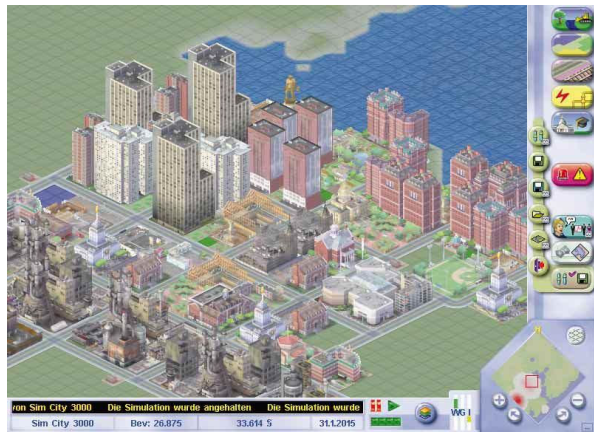 von Sim City 3000 Die Simulation wurde angehalten Die Simulation wurde
Sim City 3000 Bev: 26.875 33.614 $ 31.1.2015
WG I